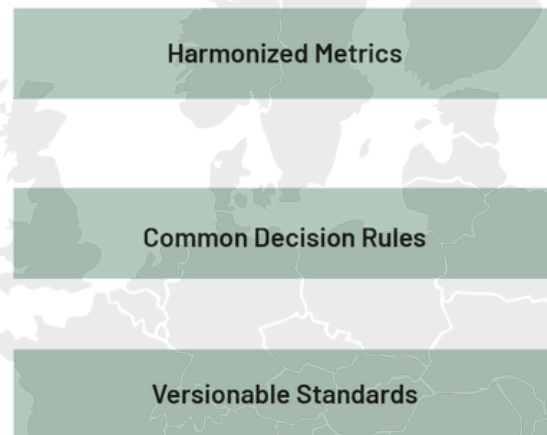 Harmonized Metrics
Common Decision Rules
Versionable Standards